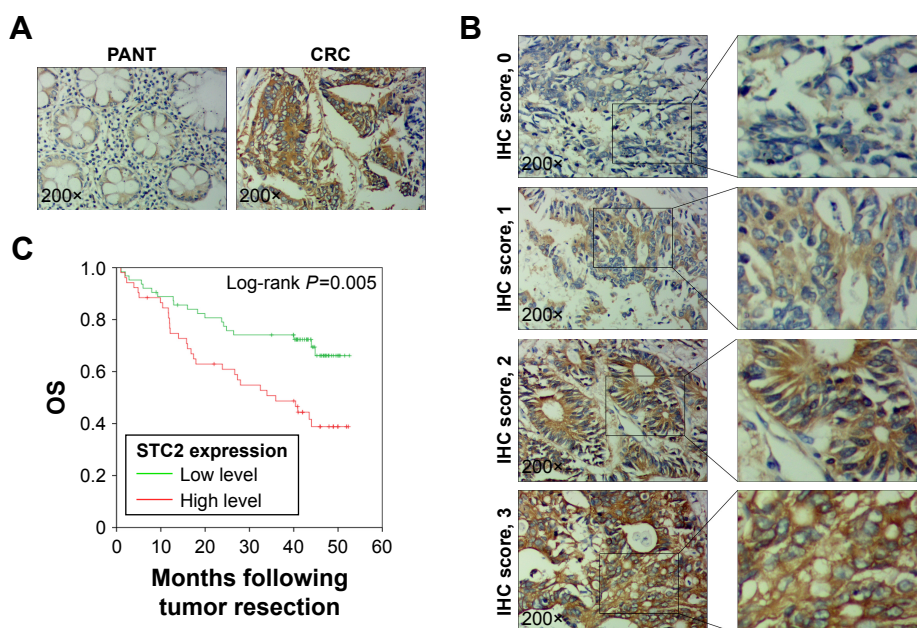 A
PANT
CRC
200×
200×
B
IHC score, 0
200×
IHC score, 1
200×
IHC score, 2
200×
IHC score, 3
200×
C
Log-rank P=0.005
1.0
0.8
0.6
0.4
0.2
0
OS
STC2 expression
Low level
High level
0
10
20
30
40
50
60
Months following
tumor resection